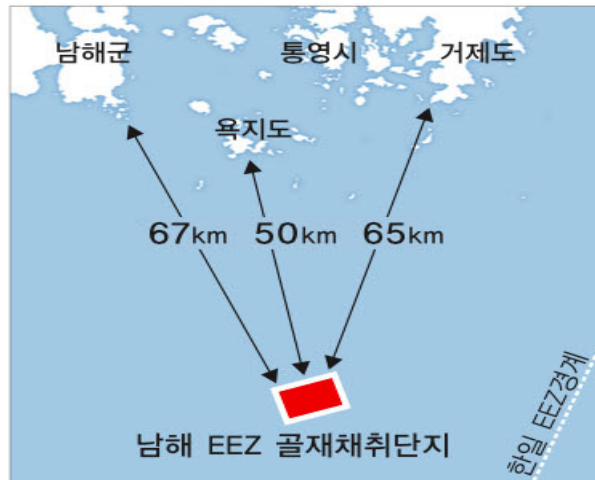 남해군
통영시
거제도
욕지도
67km
50km
65km
남해 EEZ 골재채취단지
한일 EEZ경계